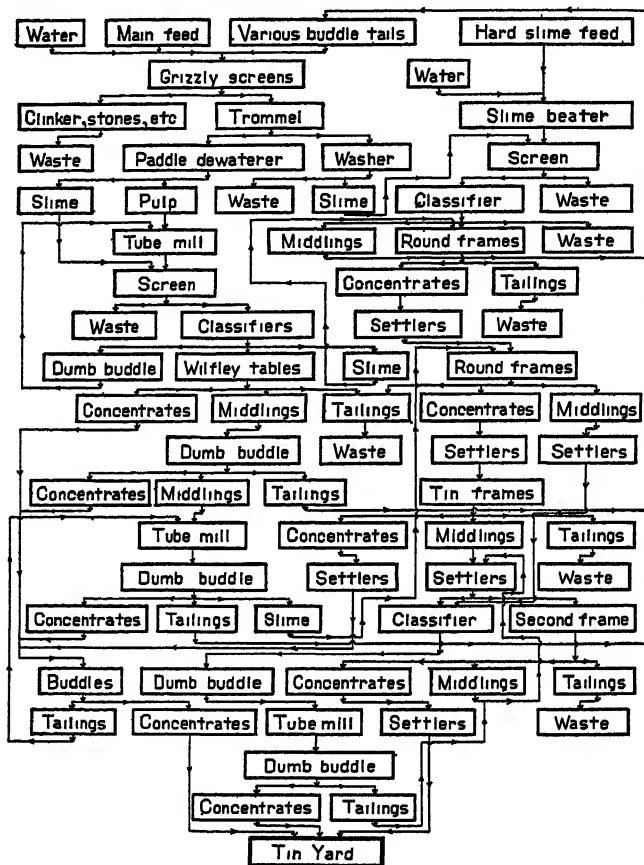 Water Main feed Various buddle tails Hard slime feed
Grizzly screens Water
Clinker, stones, etc Trommel Slime beater
Waste Paddle dewaterer Washer Screen
Slime Pulp Waste Slime Classifier Waste
Tube mill Middlings Round frames Waste
Screen Concentrates Tailings
Waste Classifiers Settlers Waste
Dumb buddle Wilfley tables Slime Round frames
Concentrates Middlings Tailings Concentrates Middlings
Dumb buddle Waste Settlers Settlers
Concentrates Middlings Tailings Tin frames
Tube mill Concentrates Middlings Tailings
Dumb buddle Settlers Settlers Waste
Concentrates Tailings Slime Classifier Second frame
Buddles Dumb buddle Concentrates Middlings Tailings
Tailings Concentrates Tube mill Settlers Waste
Dumb buddle
Concentrates Tailings
Tin Yard